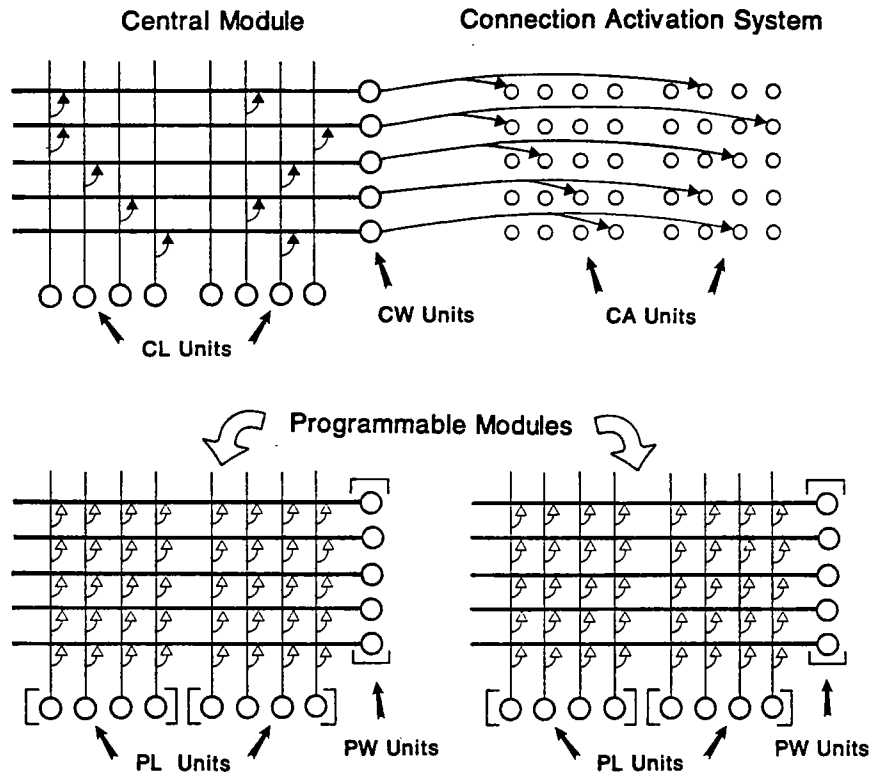 Central Module
Connection Activation System
CL Units
CW Units
CA Units
Programmable Modules
PL Units
PW Units
PL Units
PW Units